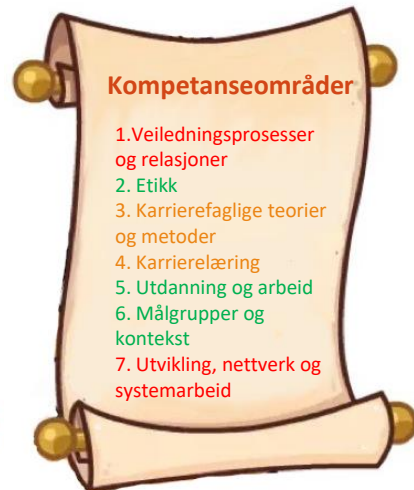 Kompetanseområder
1.Veiledningsprosesser
og relasjoner
2. Etikk
3. Karrierefaglige teorier
og metoder
4. Karrierelæring
5. Utdanning og arbeid
6. Målgrupper og
kontekst
7. Utvikling, nettverk og
systemarbeid